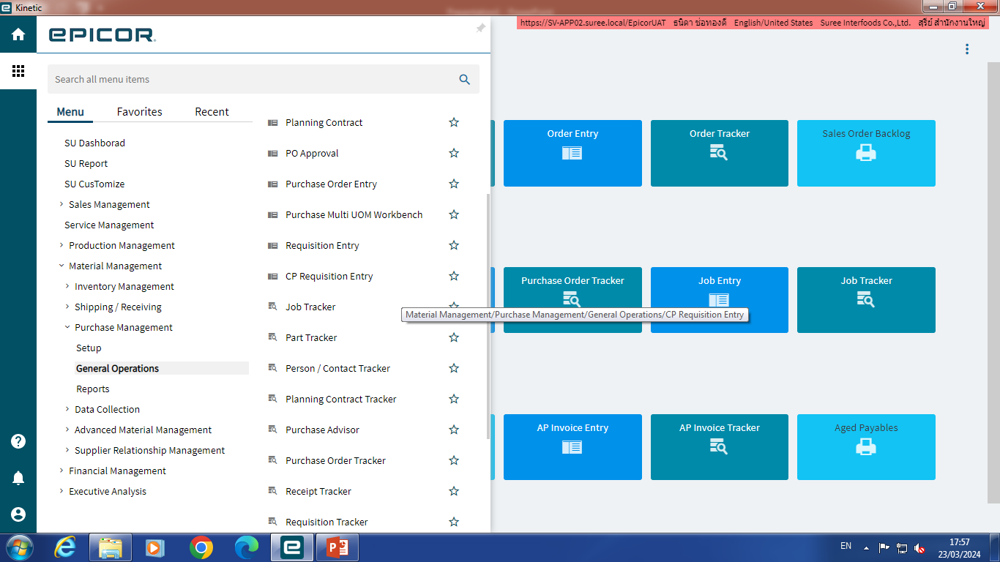 Kinetic
EPICOR
https://SV-APP02.suree.local/EpicorUAT ธนิดา ช่อทองดี English/United States Suree Interfoods Co.,Ltd. สุรีย์ สำนักงานใหญ่
Search all menu items
Menu Favorites Recent
SU Dashborad
SU Report
SU CusTomize
Sales Management
Service Management
Production Management
Material Management
Inventory Management
Shipping / Receiving
Purchase Management
Setup
General Operations
Reports
Data Collection
Advanced Material Management
Supplier Relationship Management
Financial Management
Executive Analysis
Planning Contract
PO Approval
Purchase Order Entry
Purchase Multi UOM Workbench
Requisition Entry
CP Requisition Entry
Job Tracker
Part Tracker
Person / Contact Tracker
Planning Contract Tracker
Purchase Advisor
Purchase Order Tracker
Receipt Tracker
Requisition Tracker
Material Management/Purchase Management/General Operations/CP Requisition Entry
Order Entry
Order Tracker
Sales Order Backlog
Purchase Order Tracker
Job Entry
Job Tracker
AP Invoice Entry
AP Invoice Tracker
Aged Payables
EN
17:57
23/03/2024